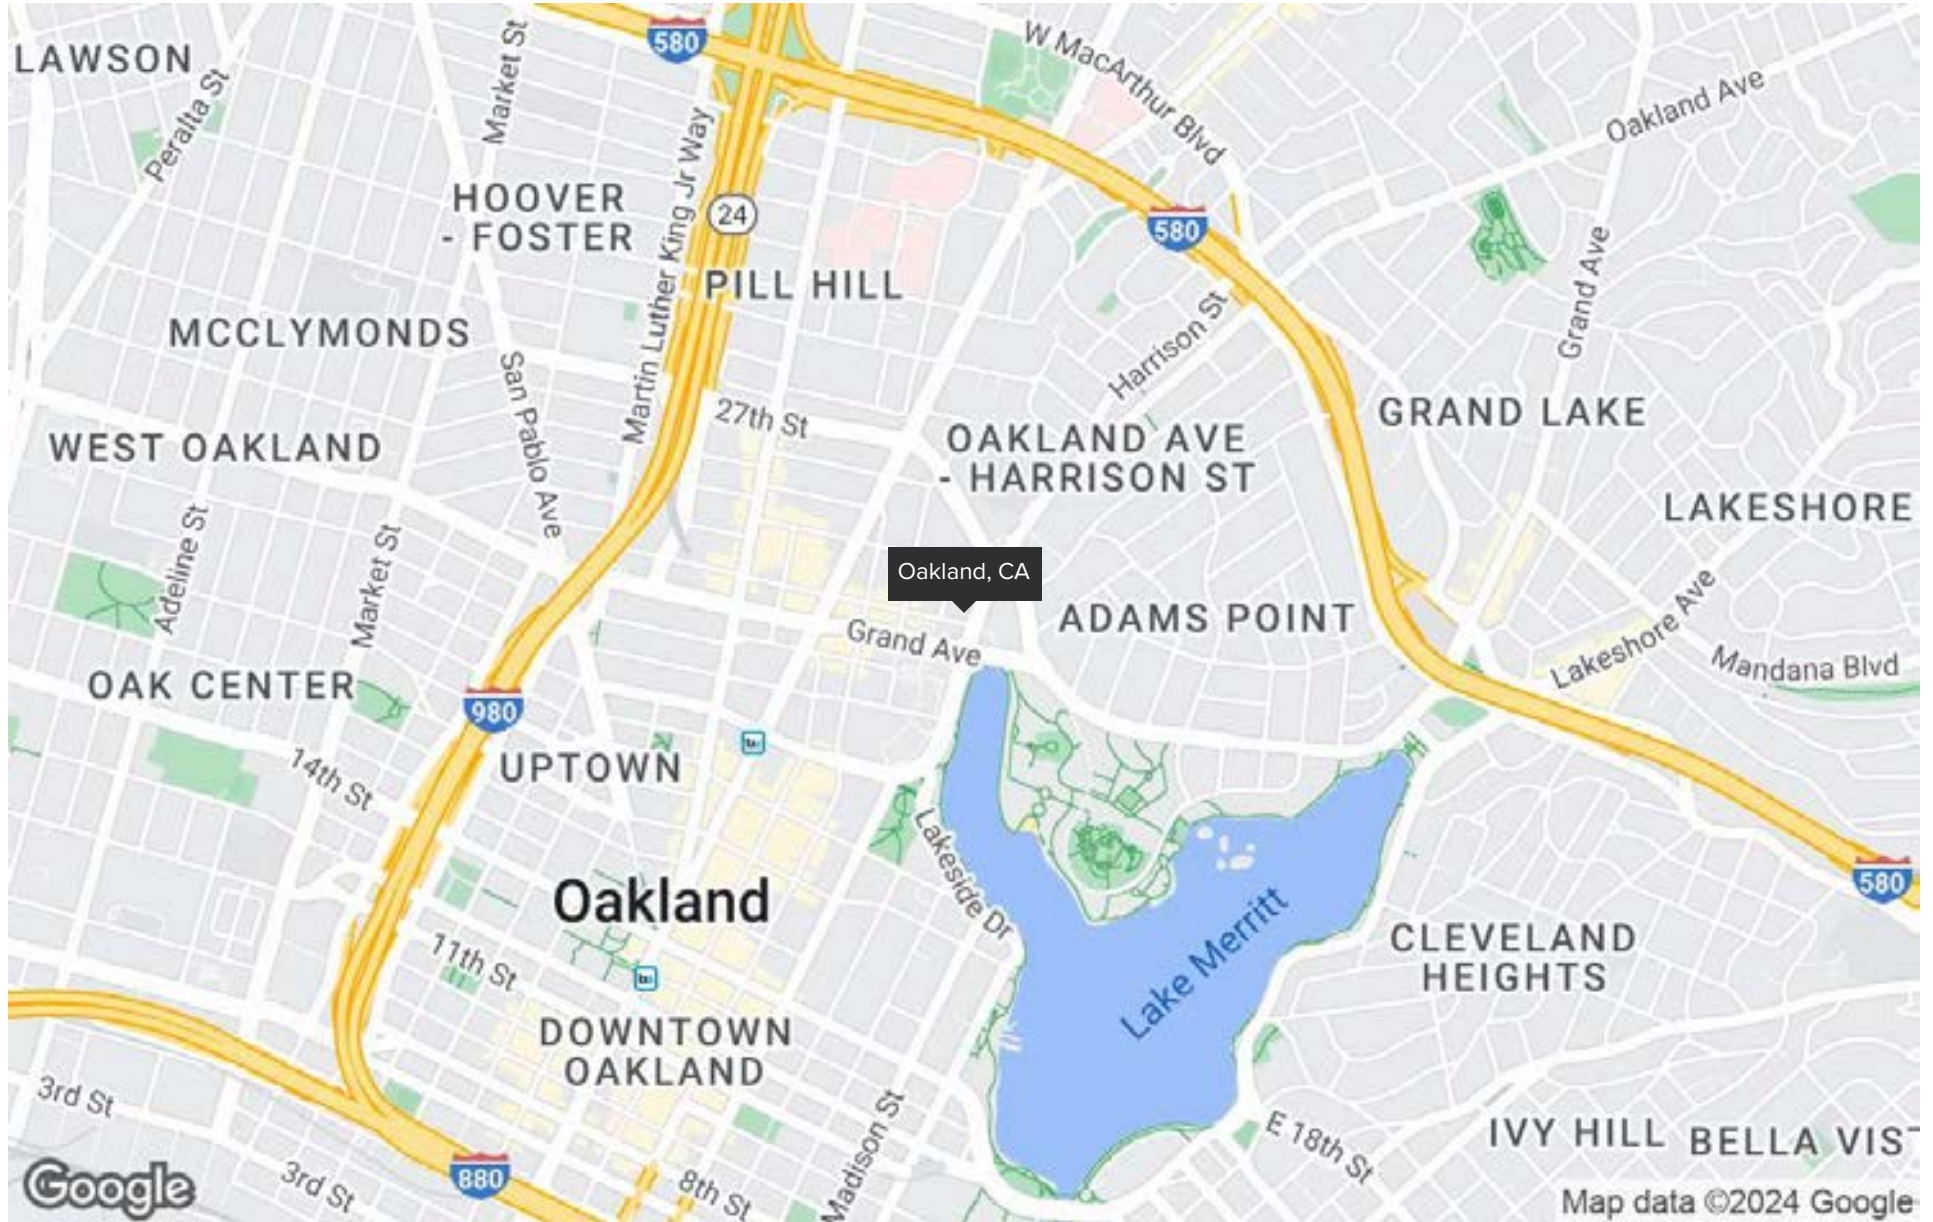 580
W MacArthur Blvd
LAWSON
Market St
Peralta St
Oakland Ave
Martin Luther King Jr Way
HOOVER
- FOSTER
24
580
PILL HILL
Grand Ave
MCCLYMONDS
Harrison St
San Pablo Ave
27th St
GRAND LAKE
WEST OAKLAND
OAKLAND AVE
- HARRISON ST
LAKESHORE
Adeline St
Market St
Oakland, CA
ADAMS POINT
Grand Ave
Lakeshore Ave
Mandana Blvd
OAK CENTER
980
UPTOWN
14th St
Lakeside Dr
580
Oakland
Lake Merritt
CLEVELAND
HEIGHTS
11th St
DOWNTOWN
OAKLAND
3rd St
Madison St
E 18th St
IVY HILL
BELLA VIS
880
3rd St
8th St
Google
Map data ©2024 Google